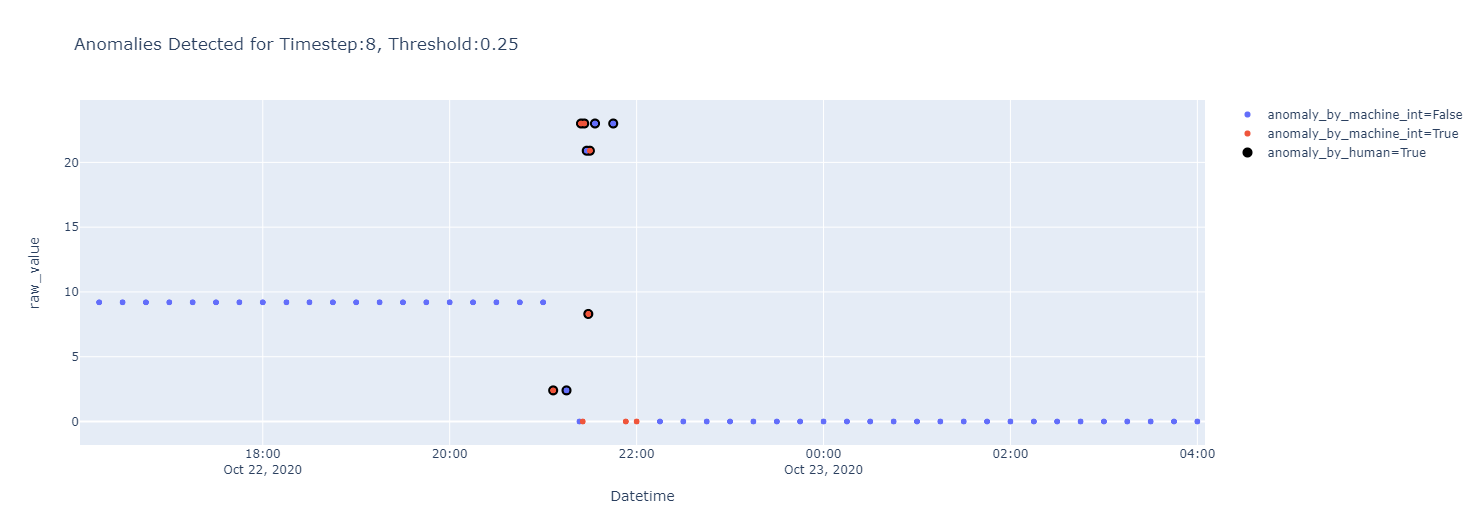 Anomalies Detected for Timestep:8, Threshold:0.25
anomaly_by_machine_int=False
anomaly_by_machine_int=True
anomaly_by_human=True
raw_value
20
15
10
5
0
18:00
Oct 22, 2020
20:00
22:00
00:00
Oct 23, 2020
02:00
04:00
Datetime